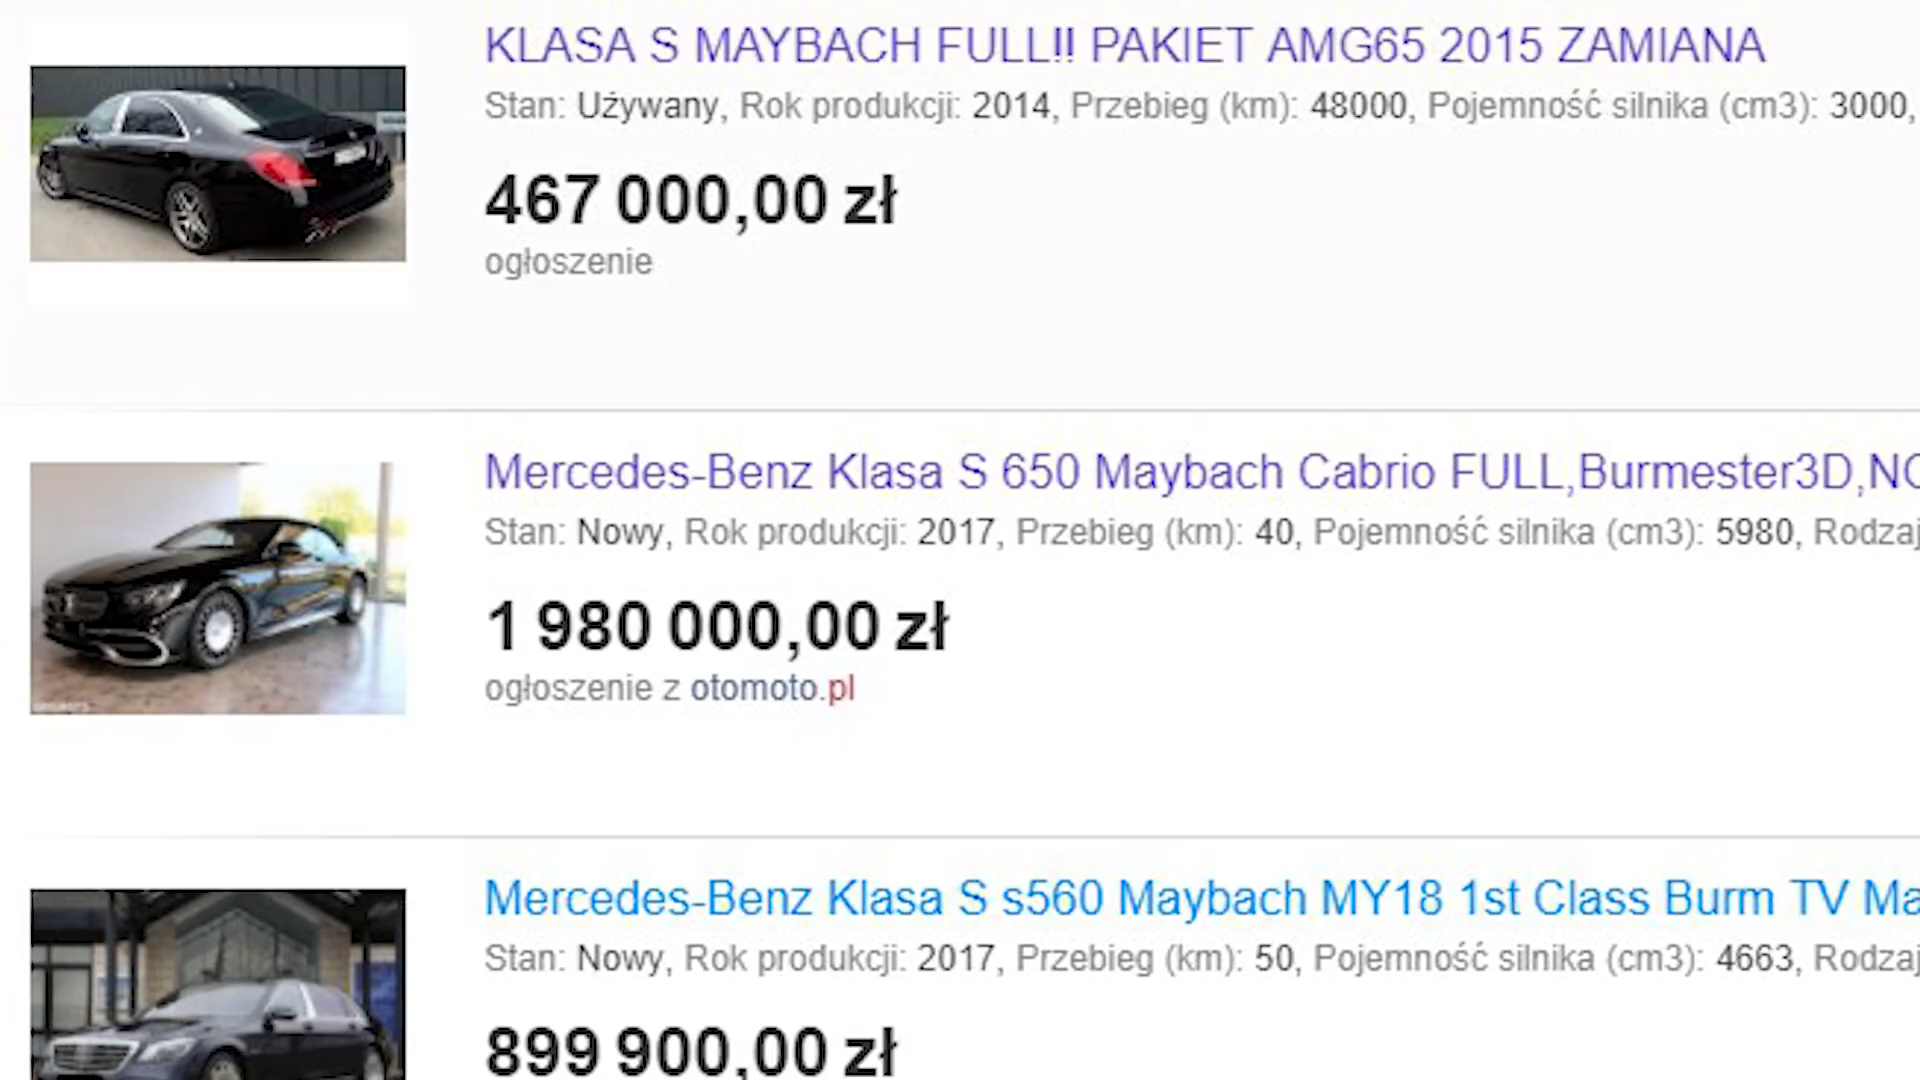 KLASA S MAYBACH FULL!! PAKIET AMG65 2015 ZAMIANA
Stan: Używany, Rok produkcji: 2014, Przebieg (km): 48000, Pojemność silnika (cm3): 3000,
467 000,00 zł
ogłoszenie
Mercedes-Benz Klasa S 650 Maybach Cabrio FULL,Burmester3D,NO
Stan: Nowy, Rok produkcji: 2017, Przebieg (km): 40, Pojemność silnika (cm3): 5980, Rodzaj
1 980 000,00 zł
ogłoszenie z otomoto.pl
Mercedes-Benz Klasa S s560 Maybach MY18 1st Class Burm TV Ma
Stan: Nowy, Rok produkcji: 2017, Przebieg (km): 50, Pojemność silnika (cm3): 4663, Rodzaj
899 900,00 zł